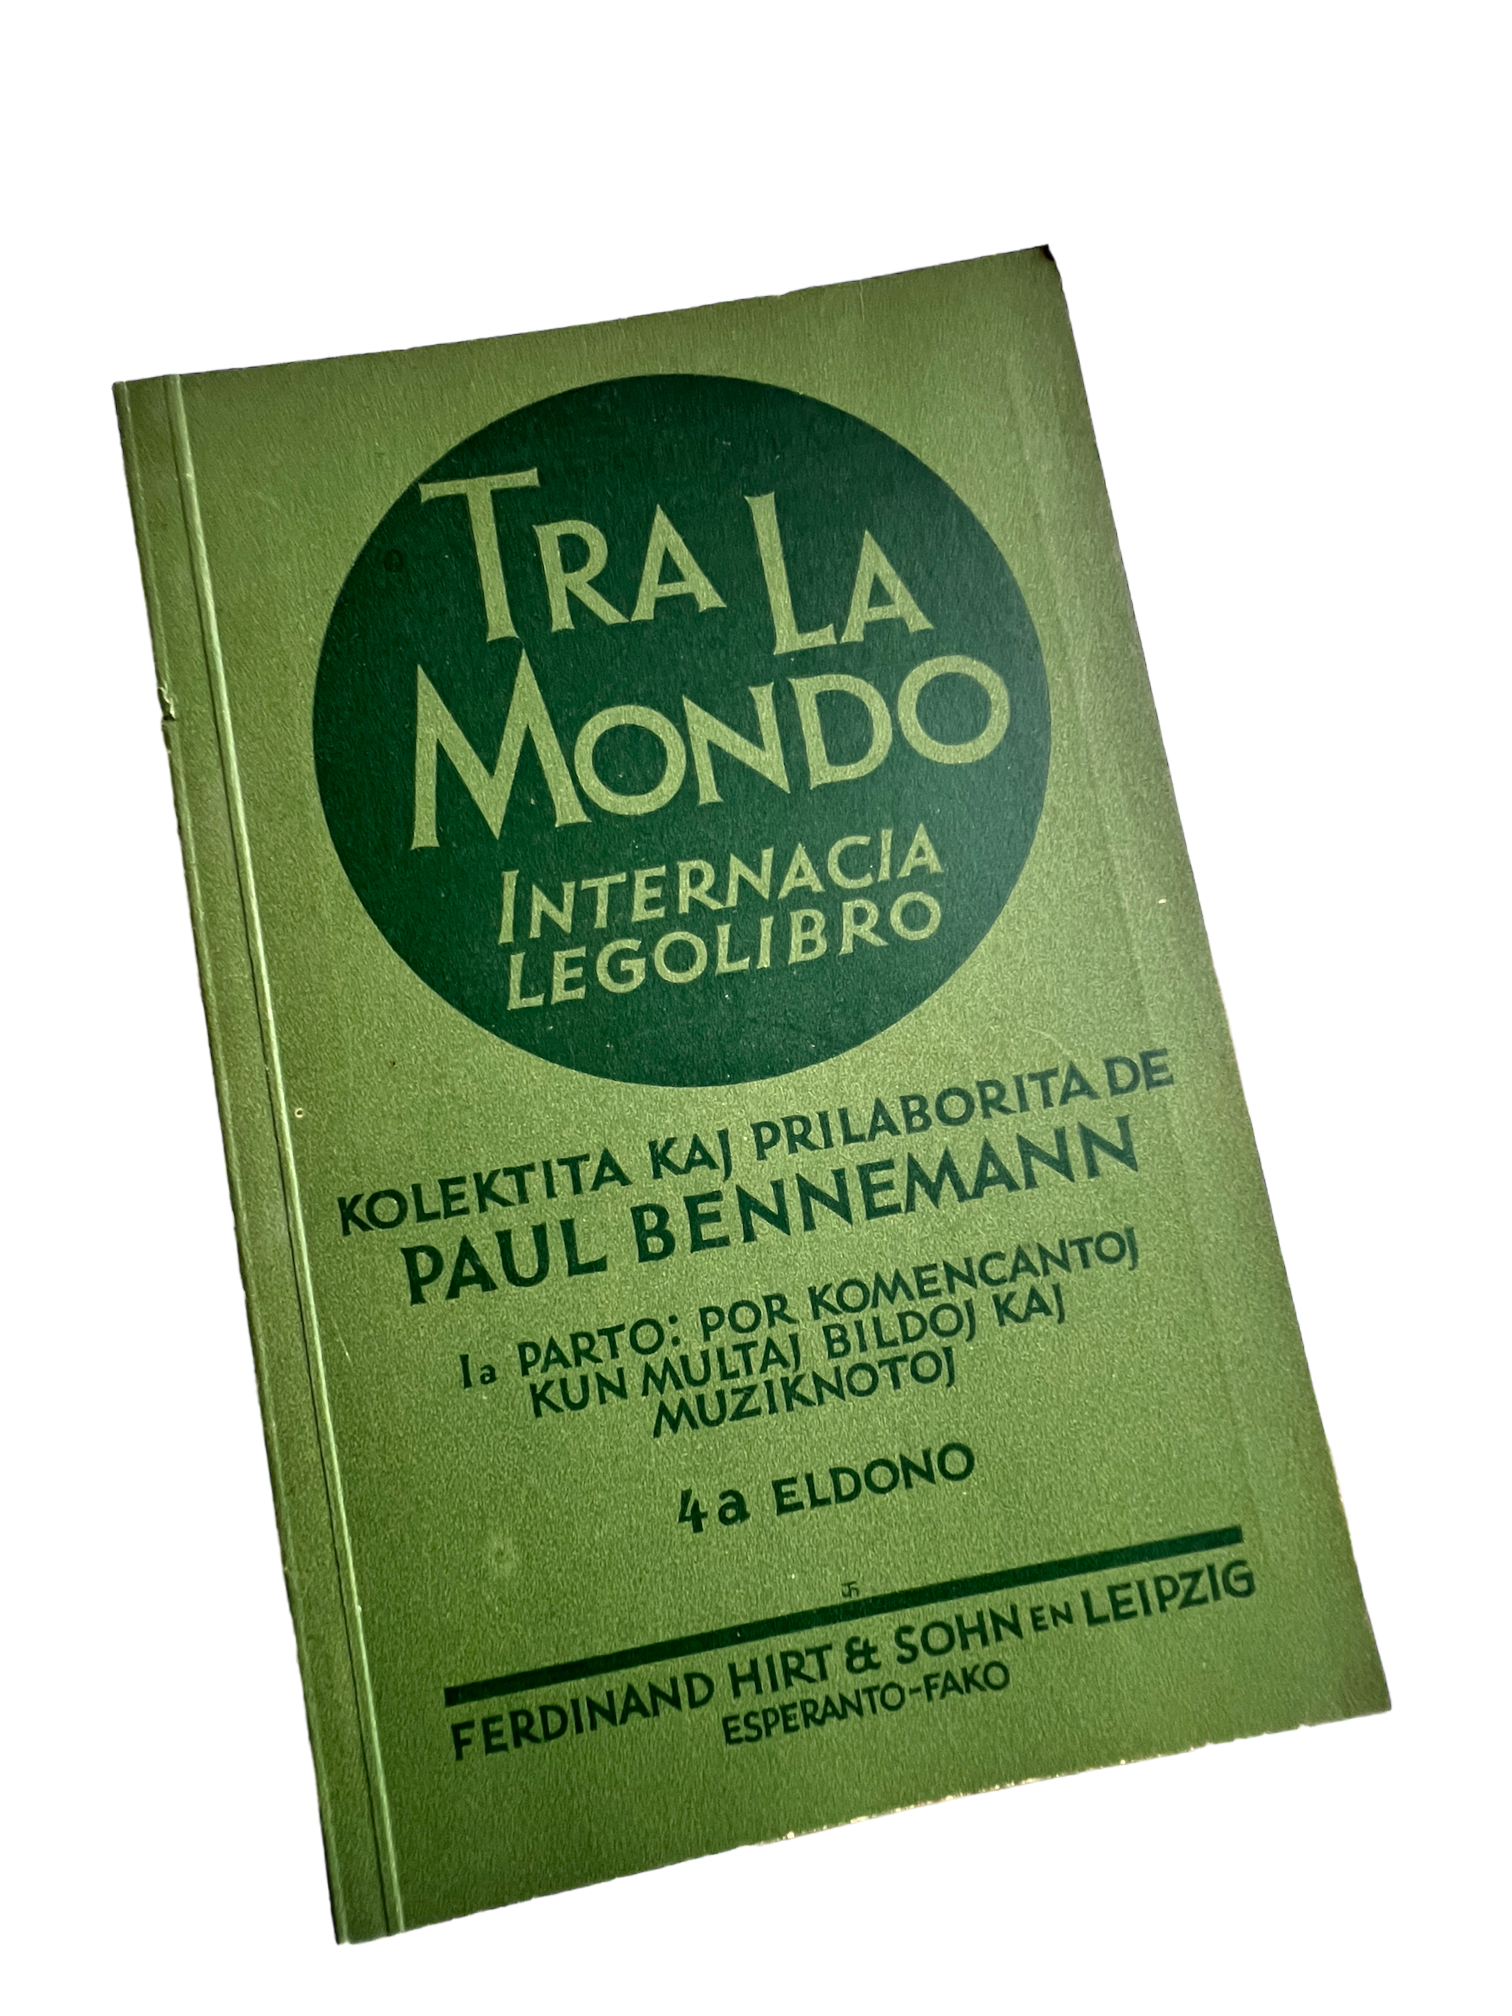 TRA LA
MONDO
INTERNACIA
LEGOLIBRO
KOLEKTITA KAJ PRILABORITA DE
PAUL BENNEMANN
Ia PARTO: POR KOMENCANTOJ
KUN MULTAJ BILDOJ KAJ
MUZIKNOTOJ
4a ELDONO
FERDINAND HIRT & SOHN EN LEIPZIG
ESPERANTO-FAKO